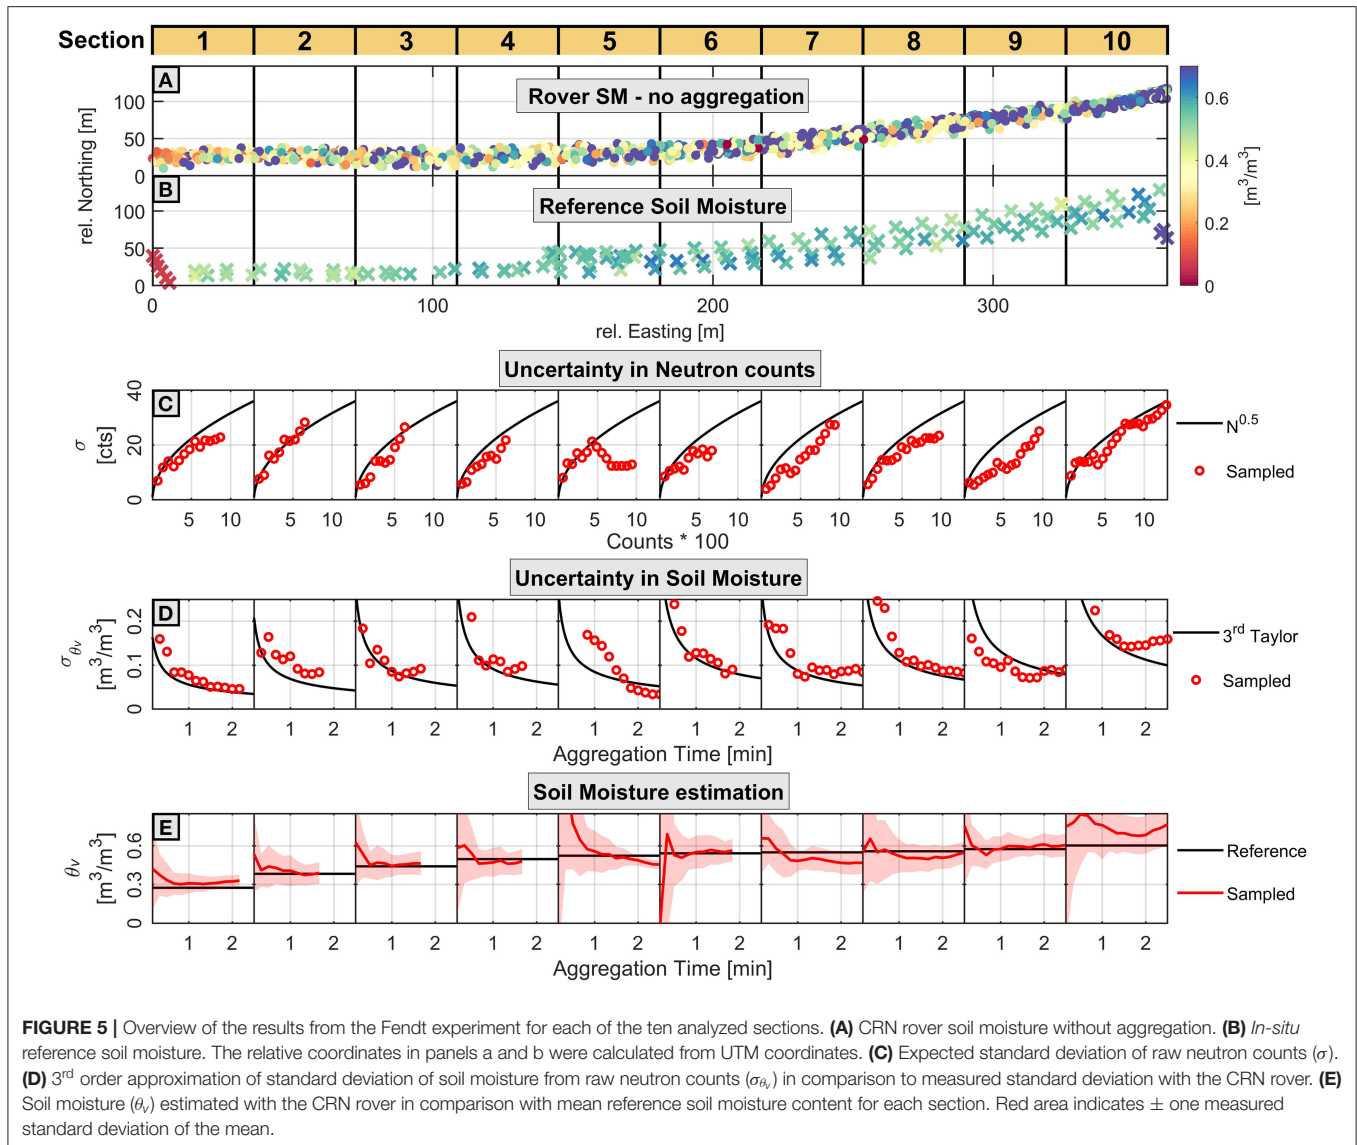 Section 1 2 3 4 5 6 7 8 9 10
A
Rover SM - no aggregation
100
50
0
rel. Northing [m]
B
Reference Soil Moisture
100
50
0
0 100 200 300
rel. Easting [m]
0.6
0.4
0.2
0
[m³/m³]
Uncertainty in Neutron counts
C
40
20
0
σ
[cts]
5 10 5 10 5 10 5 10 5 10 5 10 5 10 5 10 5 10 5 10
Counts * 100
N^0.5
Sampled
Uncertainty in Soil Moisture
D
0.2
0.1
0
σ_θv
[m³/m³]
1 2 1 2 1 2 1 2 1 2 1 2 1 2 1 2 1 2 1 2
Aggregation Time [min]
3rd Taylor
Sampled
Soil Moisture estimation
E
0.6
0.3
0
θv
[m³/m³]
1 2 1 2 1 2 1 2 1 2 1 2 1 2 1 2 1 2 1 2
Aggregation Time [min]
Reference
Sampled
FIGURE 5 | Overview of the results from the Fendt experiment for each of the ten analyzed sections. (A) CRN rover soil moisture without aggregation. (B) In-situ
reference soil moisture. The relative coordinates in panels a and b were calculated from UTM coordinates. (C) Expected standard deviation of raw neutron counts (σ).
(D) 3rd order approximation of standard deviation of soil moisture from raw neutron counts (σ_θv) in comparison to measured standard deviation with the CRN rover. (E)
Soil moisture (θv) estimated with the CRN rover in comparison with mean reference soil moisture content for each section. Red area indicates ± one measured
standard deviation of the mean.